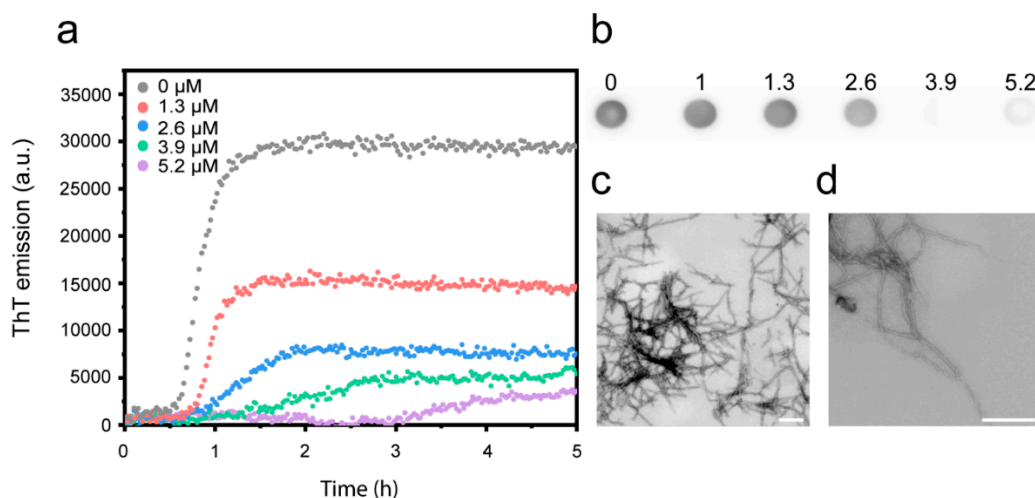 a
35000
30000
25000
20000
15000
10000
5000
0
ThT emission (a.u.)
0 µM
1.3 µM
2.6 µM
3.9 µM
5.2 µM
0 1 2 3 4 5
Time (h)
b
0 1 1.3 2.6 3.9 5.2
c
d